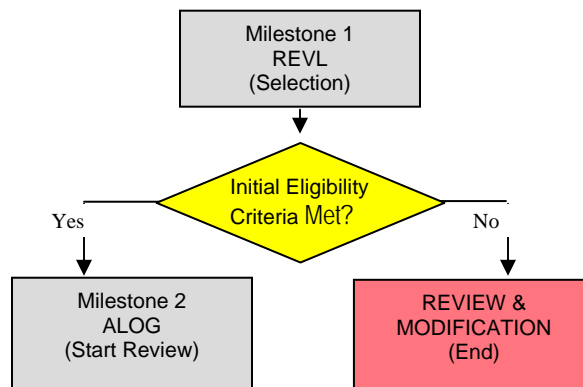 Milestone 1
REVL
(Selection)
Initial Eligibility
Criteria Met?
Yes
No
Milestone 2
ALOG
(Start Review)
REVIEW &
MODIFICATION
(End)